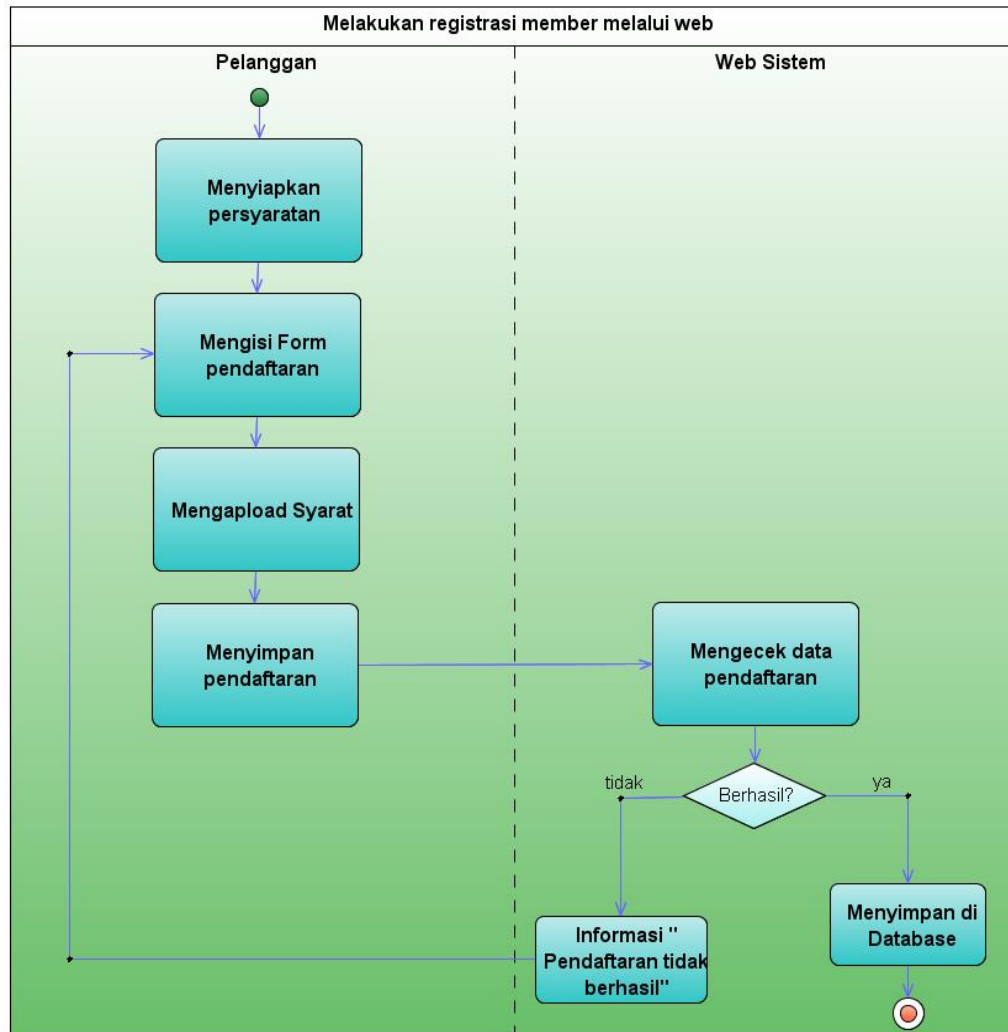 Melakukan registrasi member melalui web
Pelanggan
Web Sistem
Menyiapkan
persyaratan
Mengisi Form
pendaftaran
Mengapload Syarat
Menyimpan
pendaftaran
Mengecek data
pendaftaran
tidak
Berhasil?
ya
Informasi "
Pendaftaran tidak
berhasil"
Menyimpan di
Database